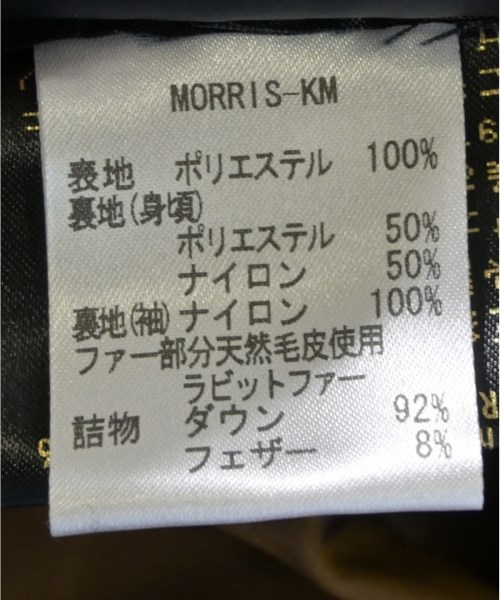 MORRIS-KM
表地 ポリエステル 100%
裏地(身頃)
ポリエステル 50%
ナイロン 50%
裏地(袖) ナイロン 100%
ファー部分天然毛皮使用
ラビットファー
詰物 ダウン 92%
フェザー 8%